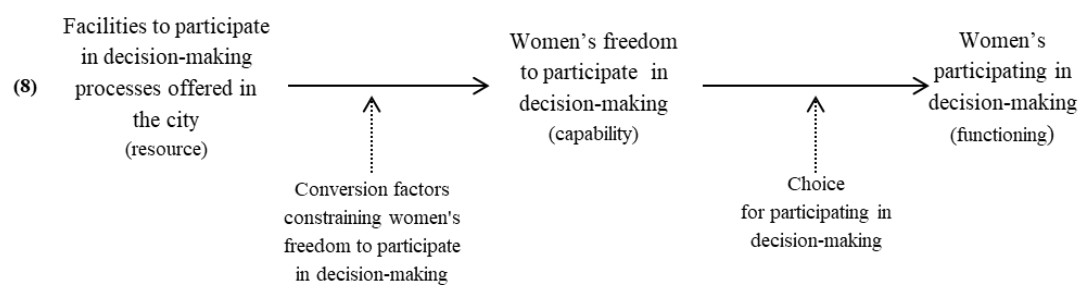 Facilities to participate
in decision-making
(8) processes offered in
the city
(resource)
Women’s freedom
to participate in
decision-making
(capability)
Women’s
participating in
decision-making
(functioning)
Conversion factors
constraining women's
freedom to participate
in decision-making
Choice
for participating in
decision-making